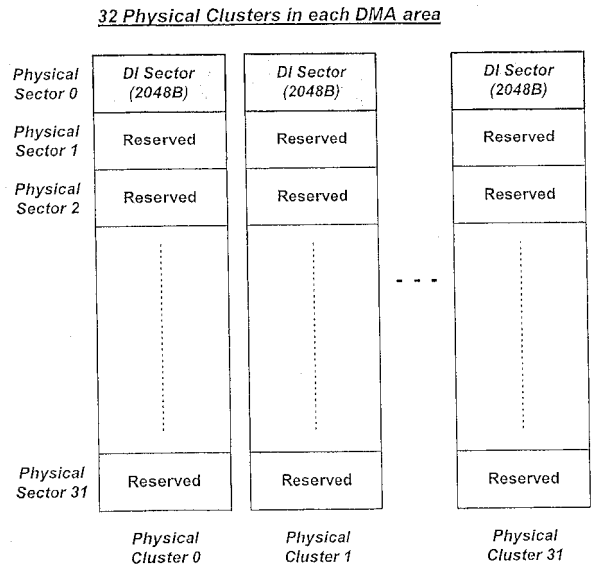 32 Physical Clusters in each DMA area
Physical
Sector 0
DI Sector
(2048B)
DI Sector
(2048B)
DI Sector
(2048B)
Physical
Sector 1
Reserved
Reserved
Reserved
Physical
Sector 2
Reserved
Reserved
Reserved
- - -
Physical
Sector 31
Reserved
Reserved
Reserved
Physical
Cluster 0
Physical
Cluster 1
Physical
Cluster 31